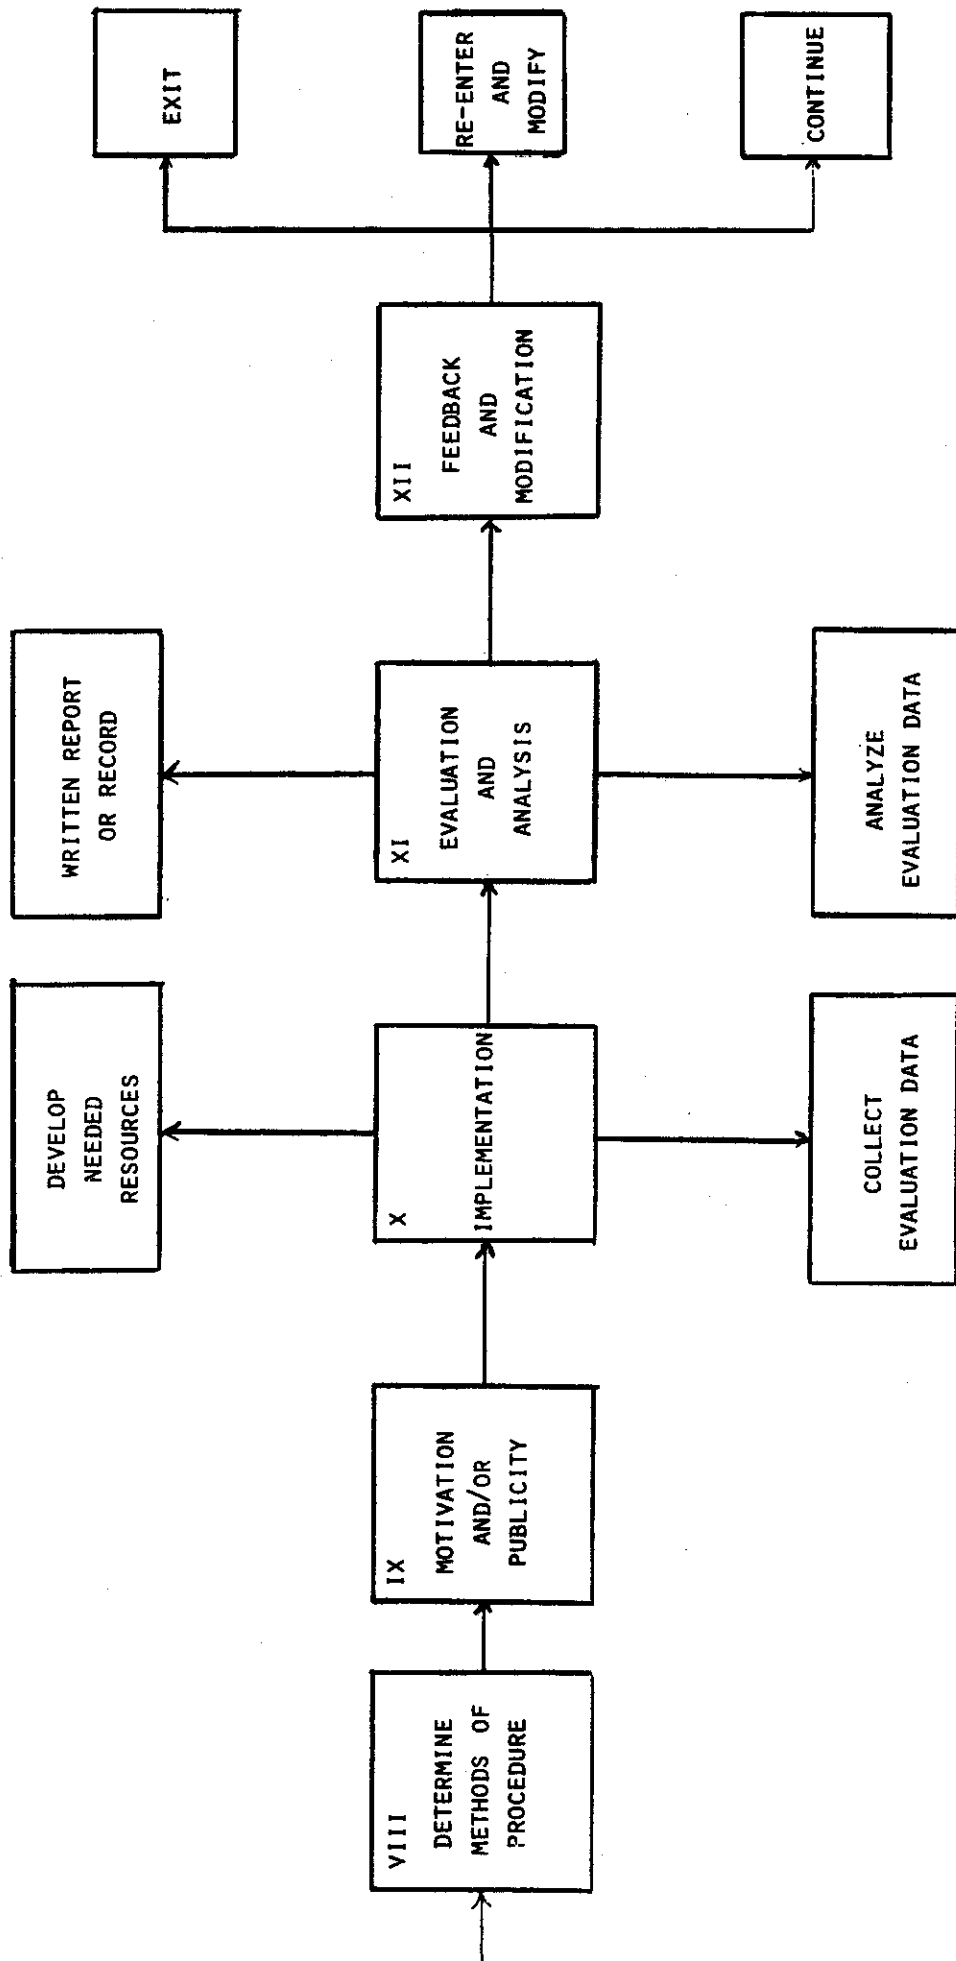 VIII
DETERMINE
METHODS OF
PROCEDURE
IX
MOTIVATION
AND/OR
PUBLICITY
DEVELOP
NEEDED
RESOURCES
X
IMPLEMENTATION
COLLECT
EVALUATION DATA
WRITTEN REPORT
OR RECORD
XI
EVALUATION
AND
ANALYSIS
ANALYZE
EVALUATION DATA
XII
FEEDBACK
AND
MODIFICATION
EXIT
RE-ENTER
AND
MODIFY
CONTINUE